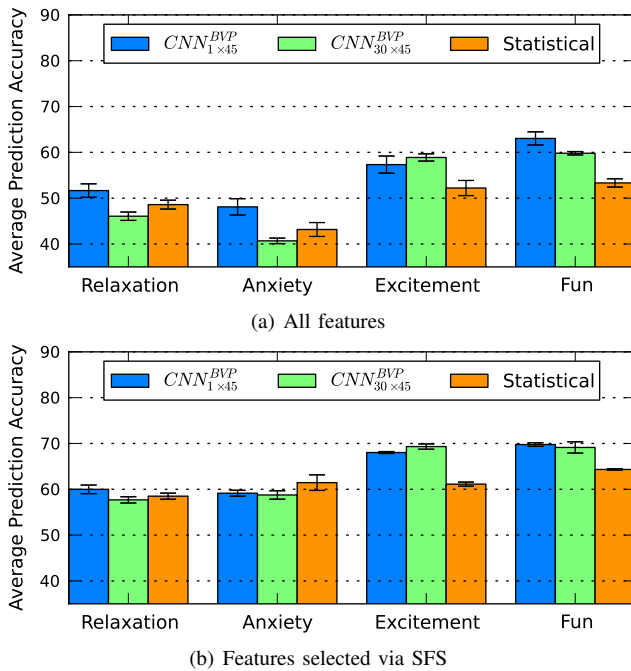 90
80
70
60
50
40
Average Prediction Accuracy
CNN^{BVP}_{1×45} CNN^{BVP}_{30×45} Statistical
Relaxation Anxiety Excitement Fun
(a) All features
90
80
70
60
50
40
Average Prediction Accuracy
CNN^{BVP}_{1×45} CNN^{BVP}_{30×45} Statistical
Relaxation Anxiety Excitement Fun
(b) Features selected via SFS